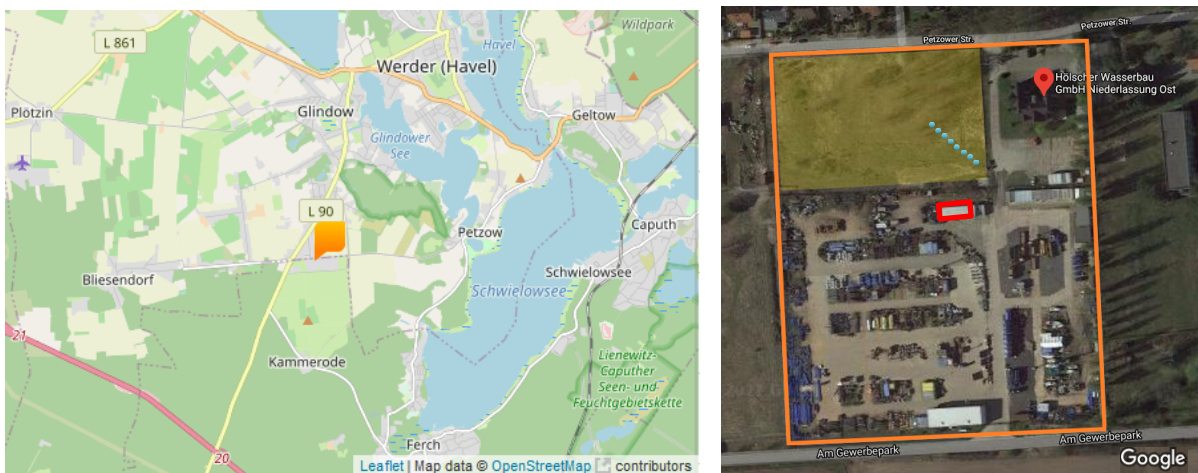 Wildpark
L 861
Havel
Werder (Havel)
Plötzin
Glindow
Geltow
Glindower
See
L 90
Petzow
Caputh
Bliesendorf
Schwielowsee
Schwielowsee
21
Kammerode
Lienewitz-
Caputher
Seen- und
Feuchtgebietskette
Ferch
20
Leaflet | Map data © OpenStreetMap contributors
Petzower Str.
Petzower Str.
Hölscher Wasserbau
GmbH Niederlassung Ost
Am Gewerbepark
Am Gewerbepark
Google